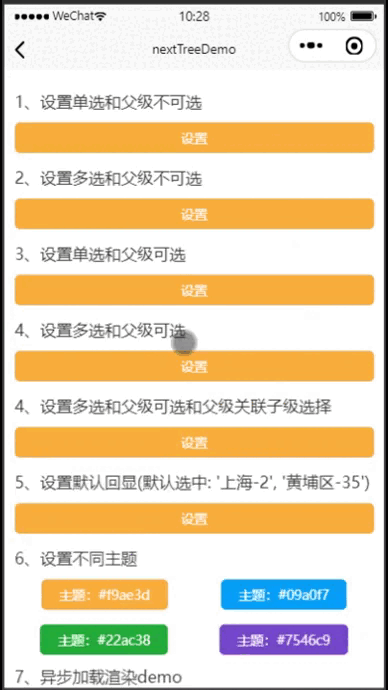 WeChat 10:28 100%
nextTreeDemo
1、设置单选和父级不可选
设置
2、设置多选和父级不可选
设置
3、设置单选和父级可选
设置
4、设置多选和父级可选
设置
4、设置多选和父级可选和父级关联子级选择
设置
5、设置默认回显(默认选中: '上海-2', '黄埔区-35')
设置
6、设置不同主题
主题：#f9ae3d 主题：#09a0f7
主题：#22ac38 主题：#7546c9
7、异步加载渲染demo